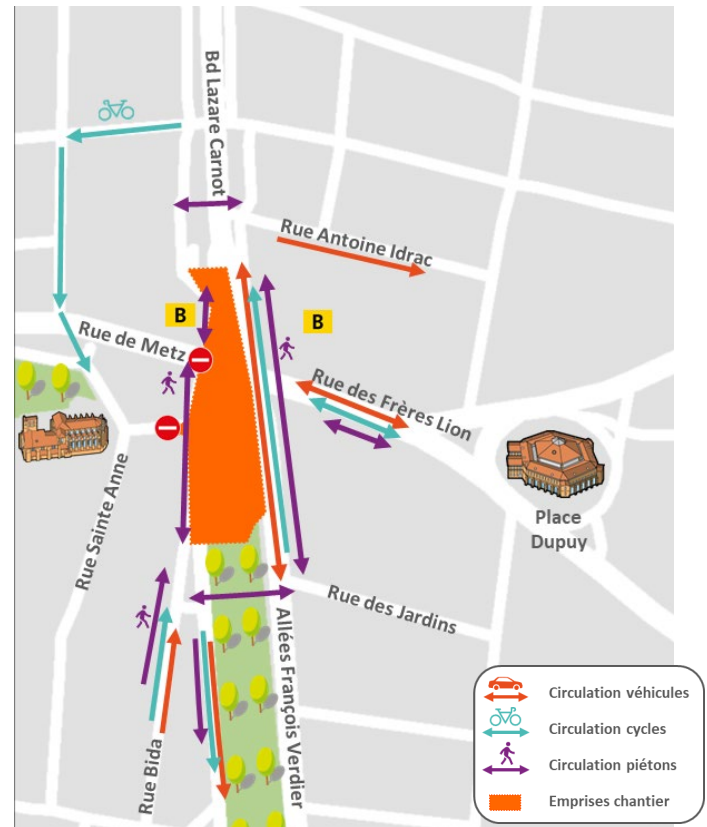 Bd Lazare Carnot
Rue Antoine Idrac
B
B
Rue de Metz
Rue des Frères Lion
Rue Sainte Anne
Place
Dupuy
Rue des Jardins
Allées François Verdier
Rue Bida
Circulation véhicules
Circulation cycles
Circulation piétons
Emprises chantier